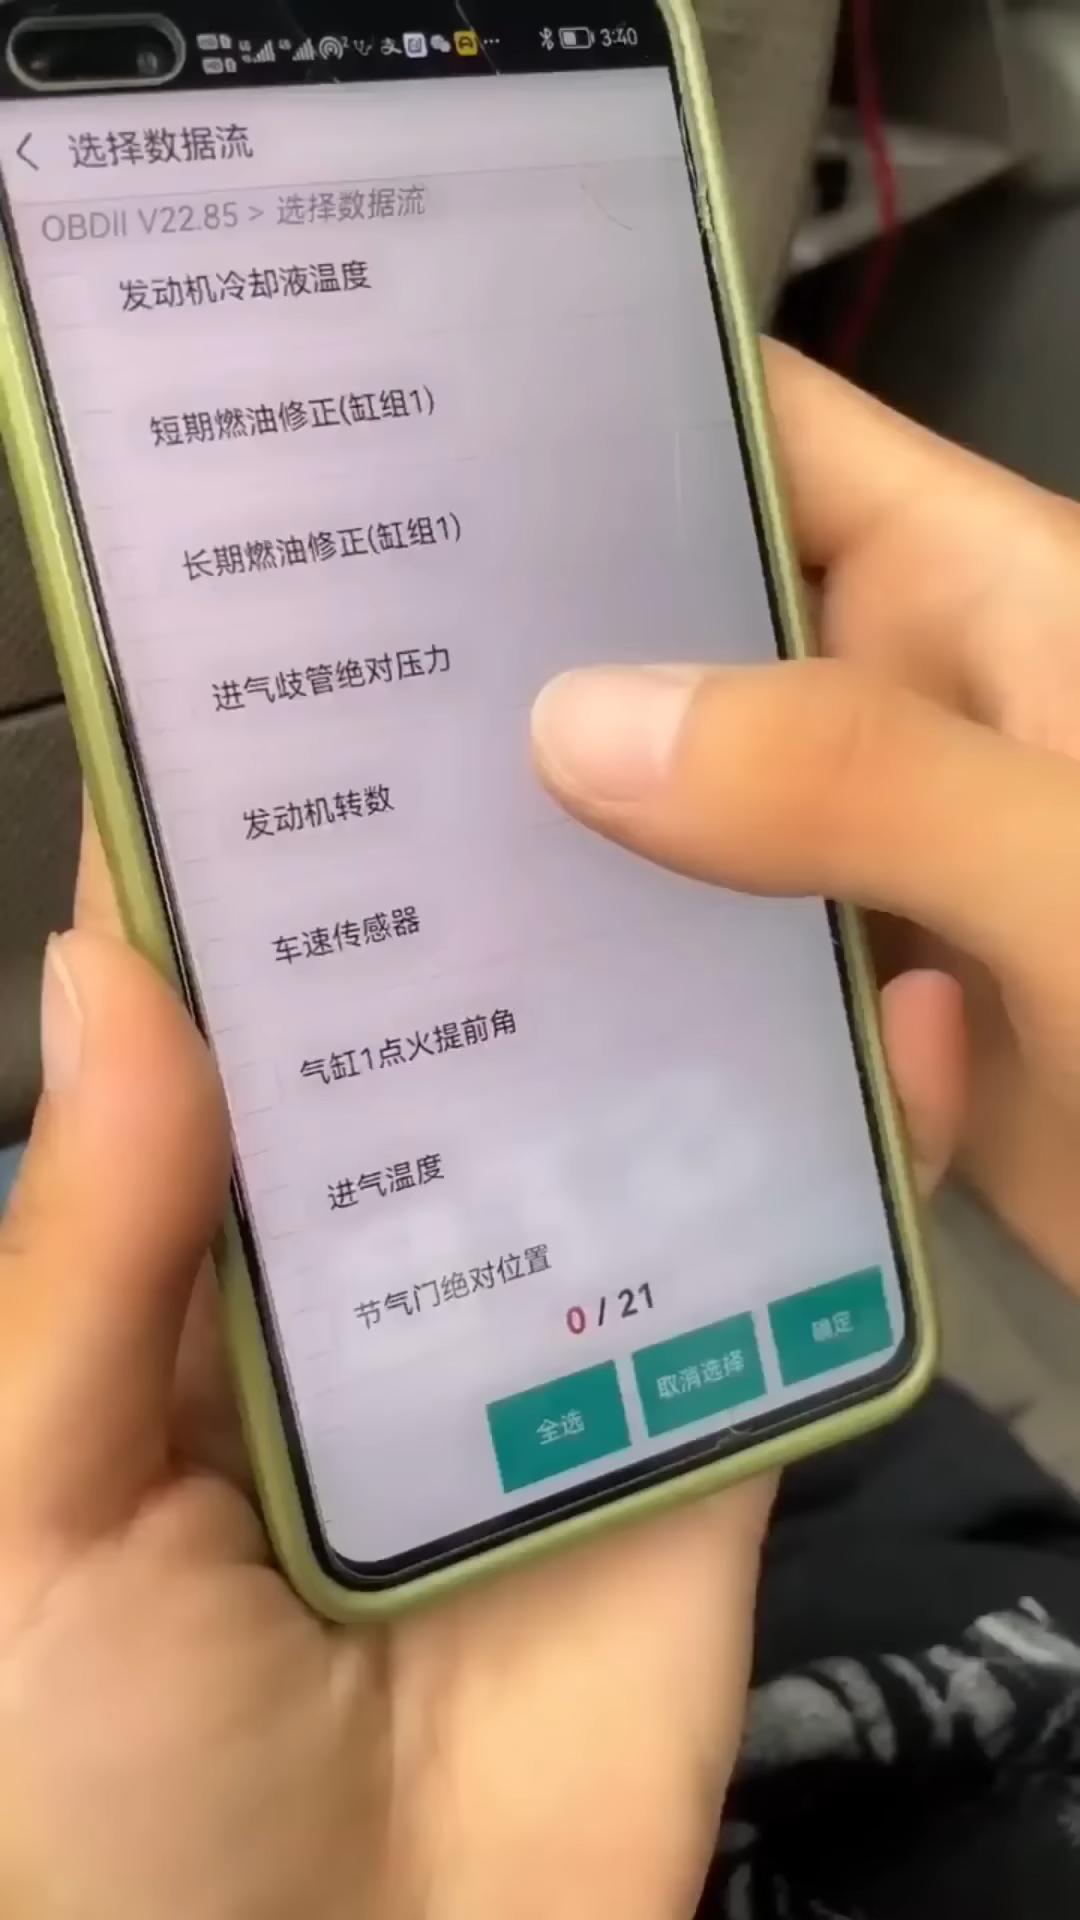 3:40
选择数据流
OBDII V22.85 > 选择数据流
发动机冷却液温度
短期燃油修正(缸组1)
长期燃油修正(缸组1)
进气歧管绝对压力
发动机转数
车速传感器
气缸1点火提前角
进气温度
节气门绝对位置
0 / 21
全选
取消选择
确定